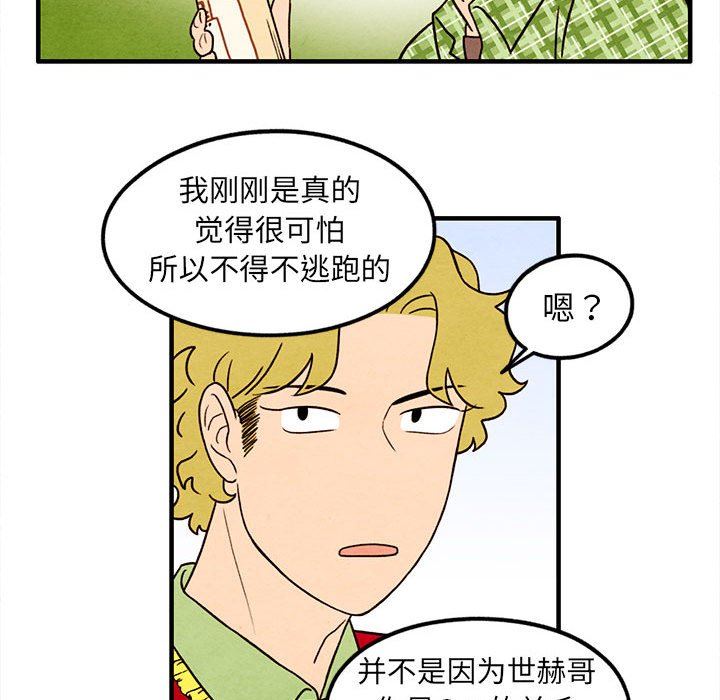 我刚刚是真的
觉得很可怕
所以不得不逃跑的
嗯？
并不是因为世赫哥